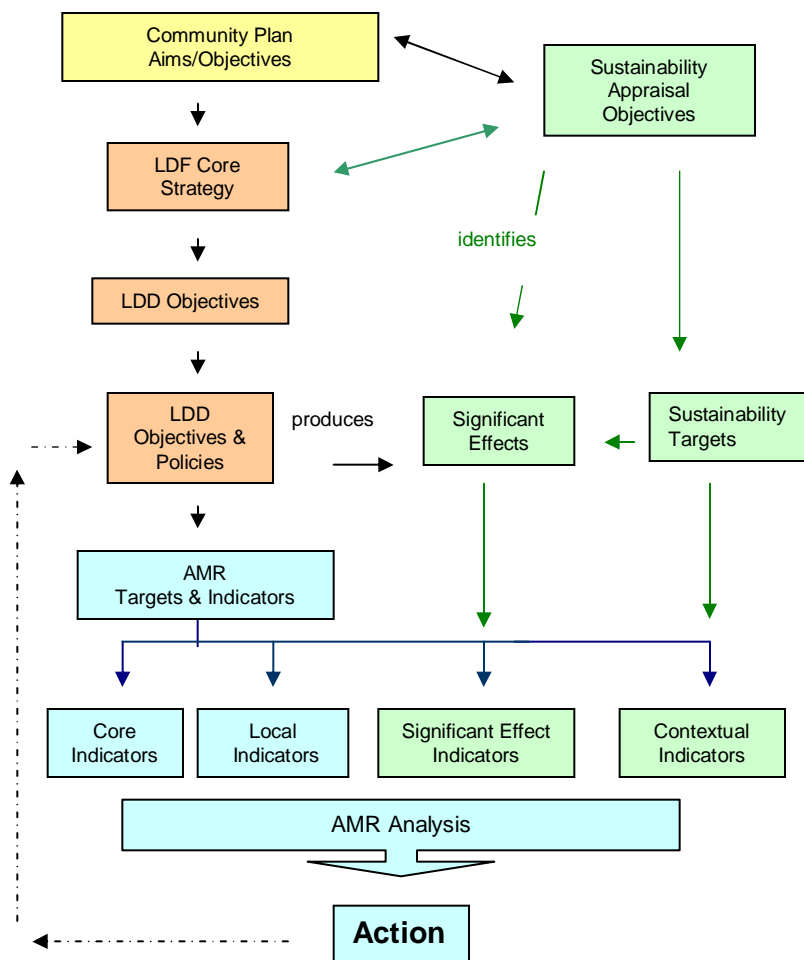 Community Plan
Aims/Objectives
Sustainability
Appraisal
Objectives
LDF Core
Strategy
identifies
LDD Objectives
LDD
Objectives &
Policies
produces
Significant
Effects
Sustainability
Targets
AMR
Targets & Indicators
Core
Indicators
Local
Indicators
Significant Effect
Indicators
Contextual
Indicators
AMR Analysis
Action